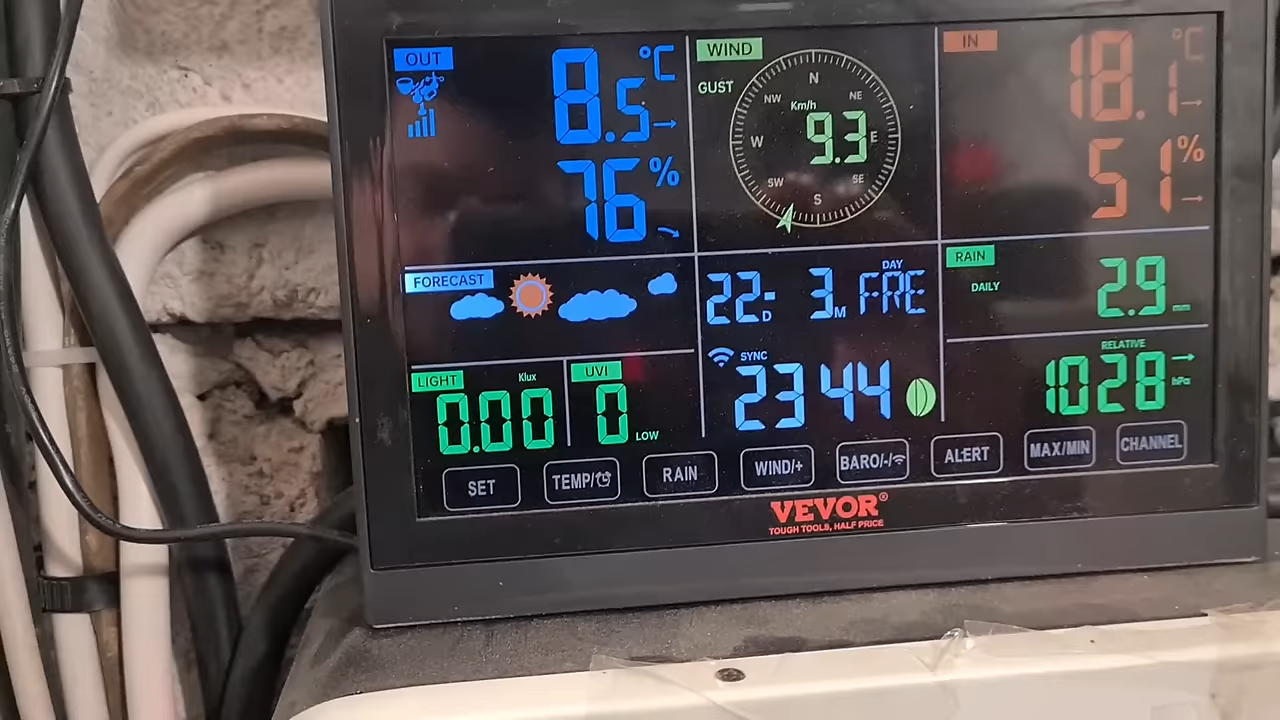 OUT
8.5 °C
76 %
WIND
GUST
N
NW
NE
Km/h
9.3
W
E
SW
SE
S
IN
18.1 °C
51 %
FORECAST
22 D 3 M
DAY
FRE
RAIN
DAILY
2.9 mm
LIGHT
Klux
0.00
UVI
0 LOW
SYNC
23 44
RELATIVE
1028 hPa
SET
TEMP/
RAIN
WIND/+
BARO/-/
ALERT
MAX/MIN
CHANNEL
VEVOR®
TOUGH TOOLS, HALF PRICE